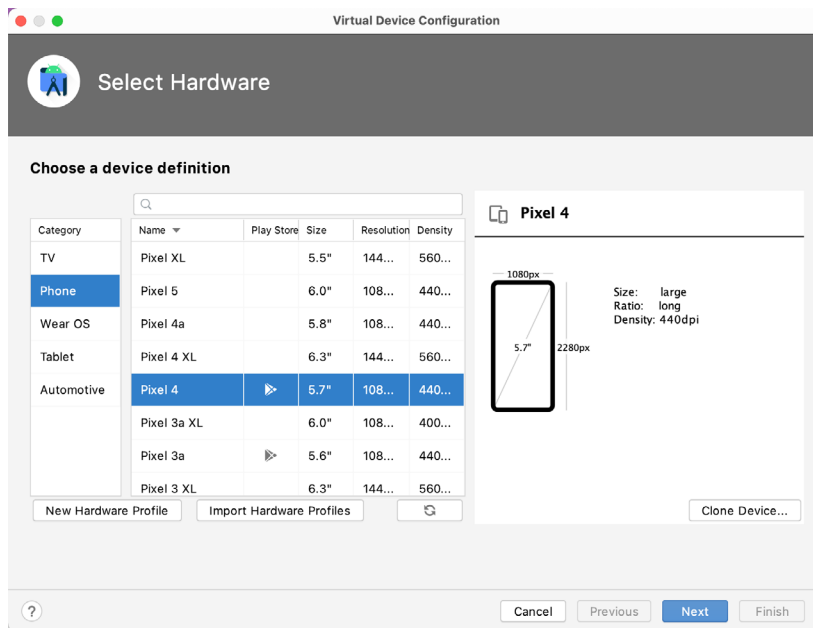 Virtual Device Configuration
Select Hardware
Choose a device definition
Category
TV
Phone
Wear OS
Tablet
Automotive
Name Play Store Size Resolution Density
Pixel XL 5.5" 144... 560...
Pixel 5 6.0" 108... 440...
Pixel 4a 5.8" 108... 440...
Pixel 4 XL 6.3" 144... 560...
Pixel 4 5.7" 108... 440...
Pixel 3a XL 6.0" 108... 400...
Pixel 3a 5.6" 108... 440...
Pixel 3 XL 6.3" 144... 560...
New Hardware Profile Import Hardware Profiles
Pixel 4
1080px
5.7"
2280px
Size: large
Ratio: long
Density: 440dpi
Clone Device...
? Cancel Previous Next Finish